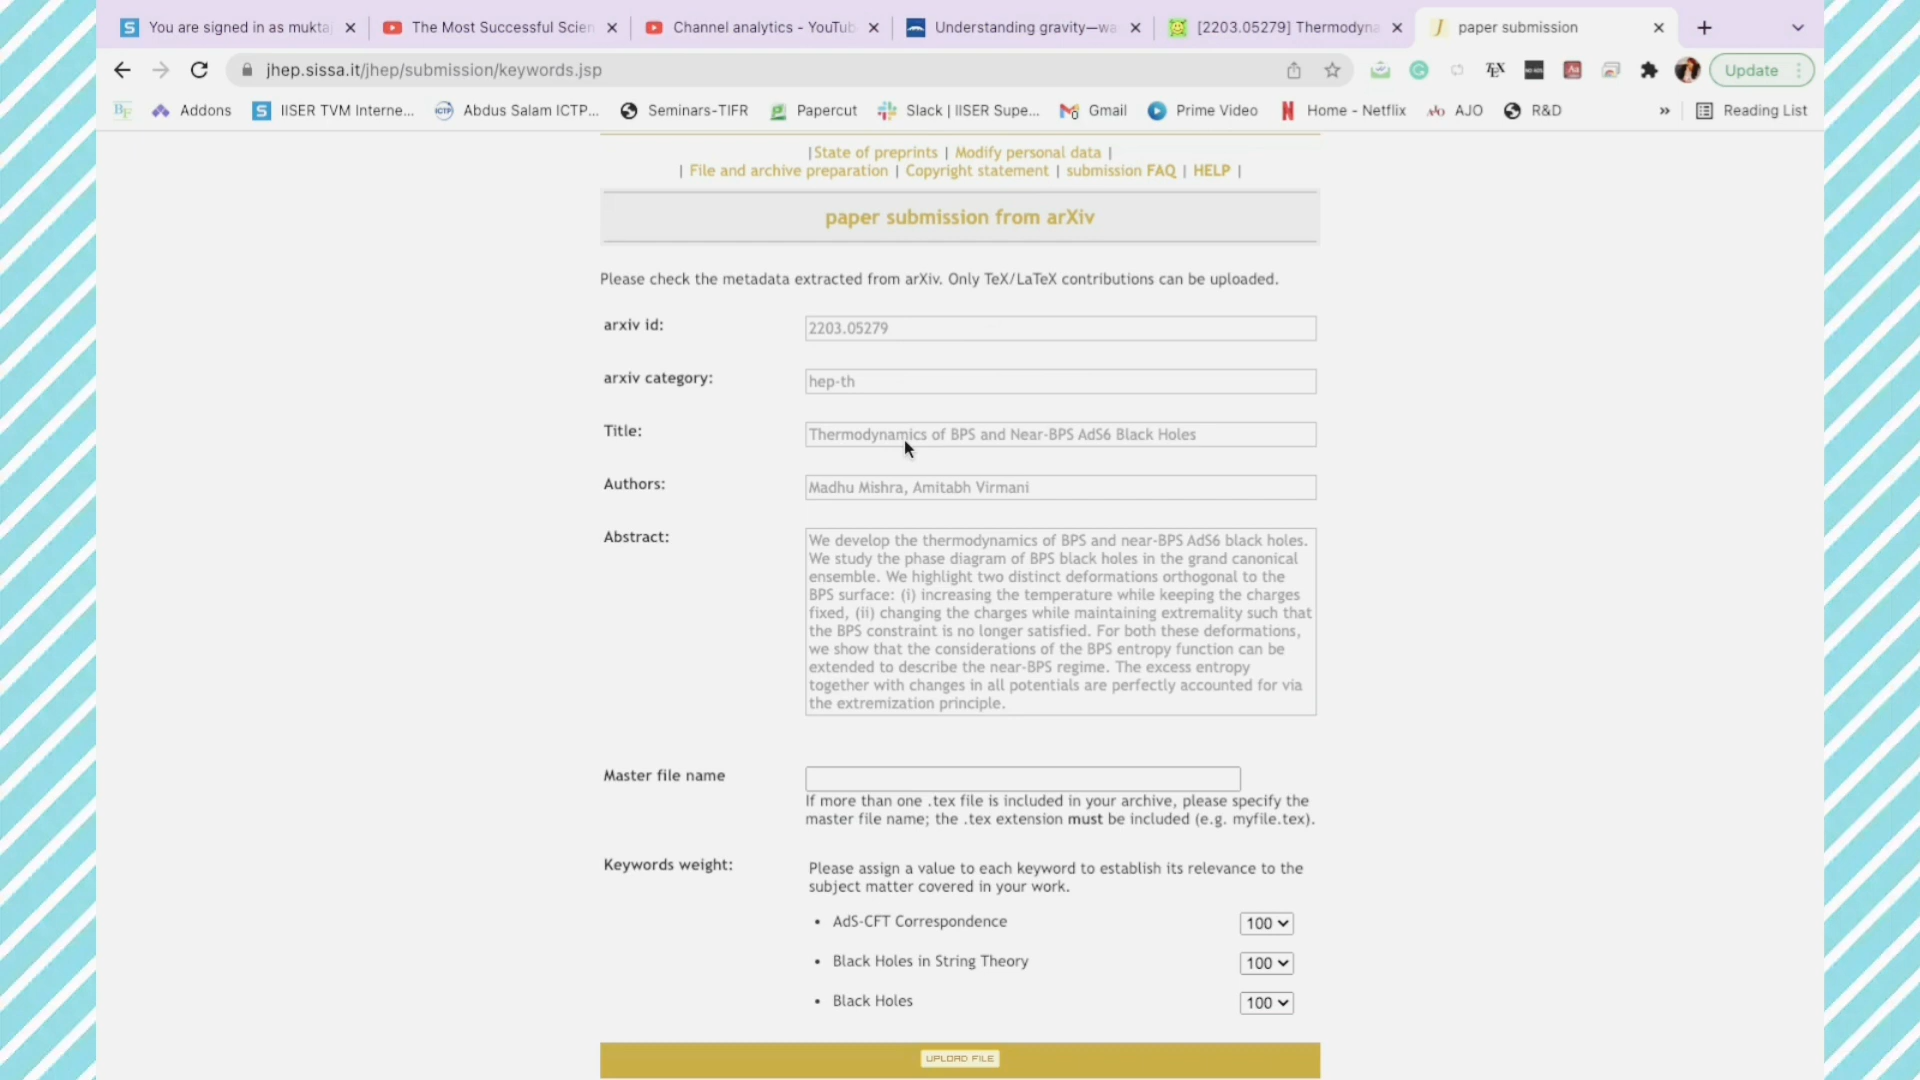 You are signed in as mukta
The Most Successful Scien
Channel analytics - YouTub
Understanding gravity—wa
[2203.05279] Thermodyna
paper submission
jhep.sissa.it/jhep/submission/keywords.jsp
Update
Addons
IISER TVM Interne...
Abdus Salam ICTP...
Seminars-TIFR
Papercut
Slack | IISER Supe...
Gmail
Prime Video
Home - Netflix
AJO
R&D
»
Reading List
|State of preprints | Modify personal data |
| File and archive preparation | Copyright statement | submission FAQ | HELP |
paper submission from arXiv
Please check the metadata extracted from arXiv. Only TeX/LaTeX contributions can be uploaded.
arxiv id:
2203.05279
arxiv category:
hep-th
Title:
Thermodynamics of BPS and Near-BPS AdS6 Black Holes
Authors:
Madhu Mishra, Amitabh Virmani
Abstract:
We develop the thermodynamics of BPS and near-BPS AdS6 black holes.
We study the phase diagram of BPS black holes in the grand canonical
ensemble. We highlight two distinct deformations orthogonal to the
BPS surface: (i) increasing the temperature while keeping the charges
fixed, (ii) changing the charges while maintaining extremality such that
the BPS constraint is no longer satisfied. For both these deformations,
we show that the considerations of the BPS entropy function can be
extended to describe the near-BPS regime. The excess entropy
together with changes in all potentials are perfectly accounted for via
the extremization principle.
Master file name
If more than one .tex file is included in your archive, please specify the
master file name; the .tex extension must be included (e.g. myfile.tex).
Keywords weight:
Please assign a value to each keyword to establish its relevance to the
subject matter covered in your work.
• AdS-CFT Correspondence 100
• Black Holes in String Theory 100
• Black Holes 100
UPLOAD FILE